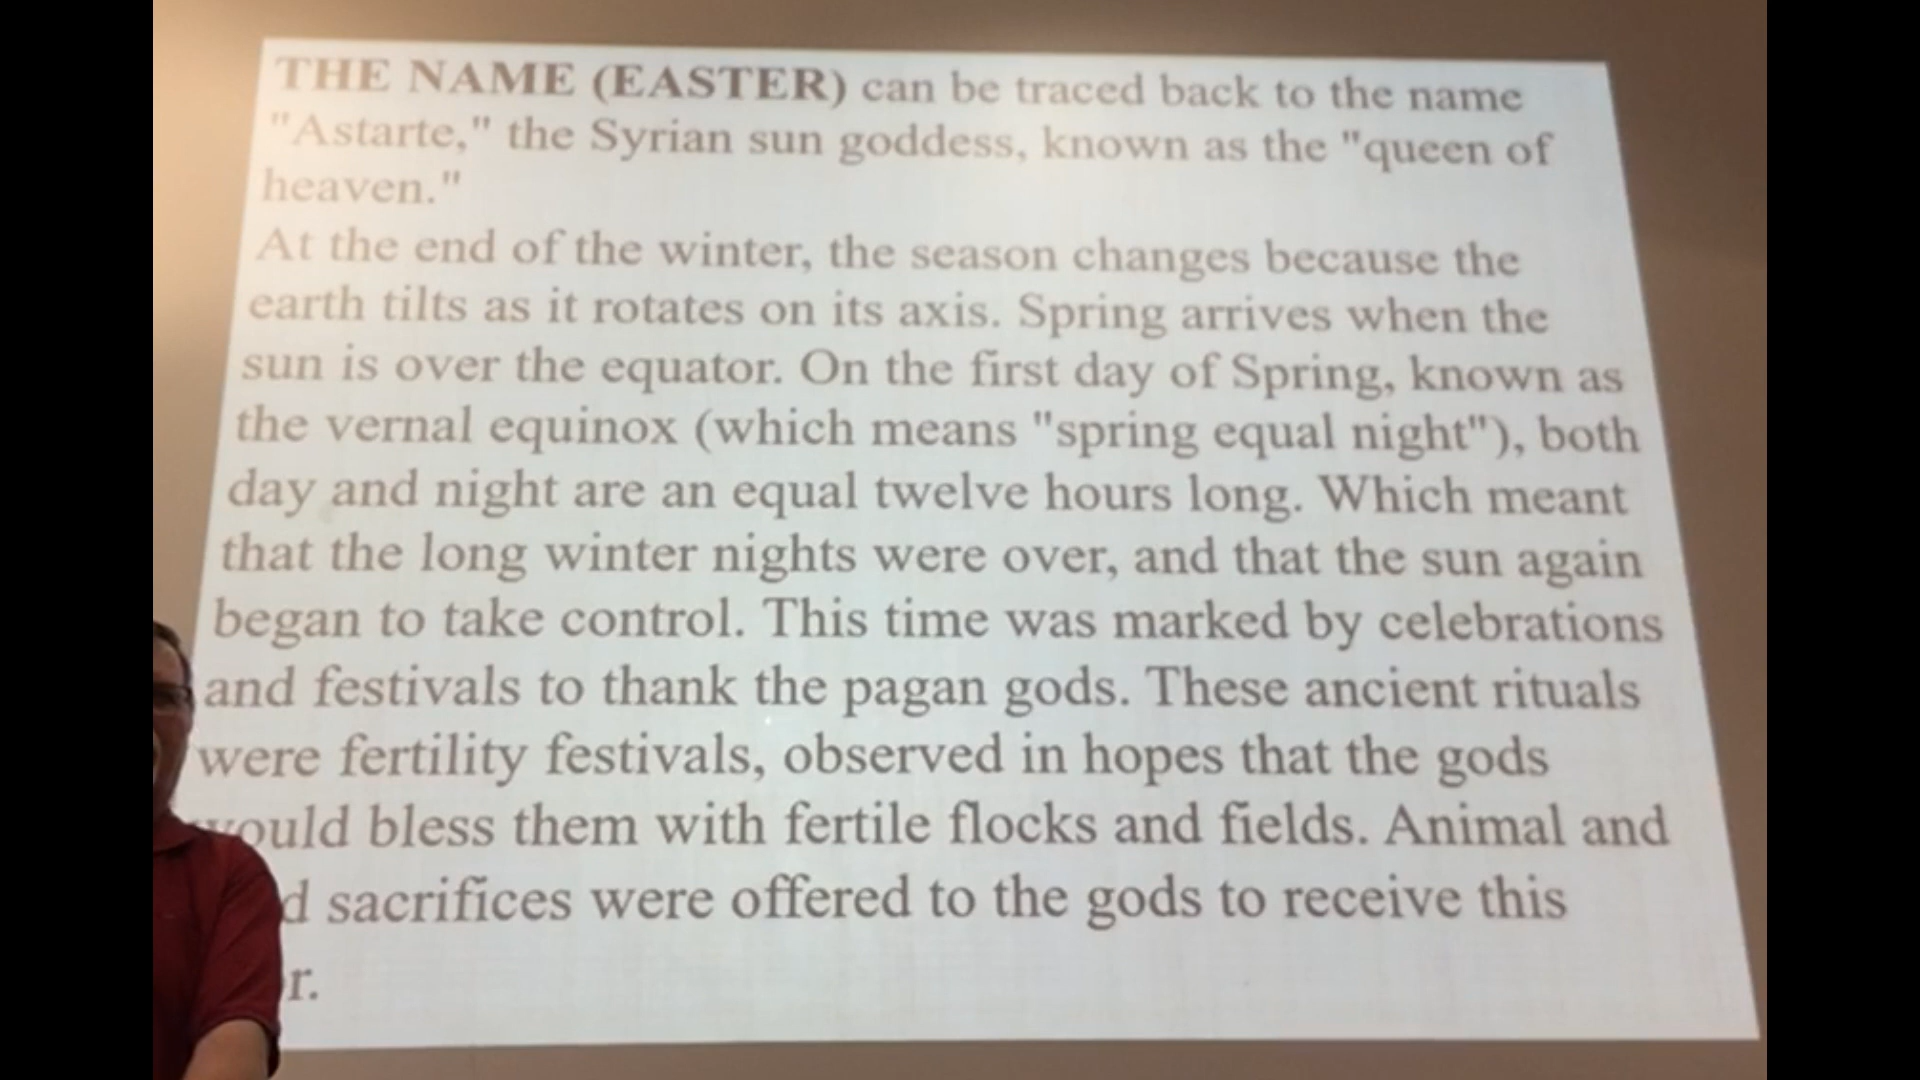 THE NAME (EASTER) can be traced back to the name
"Astarte," the Syrian sun goddess, known as the "queen of
heaven."
At the end of the winter, the season changes because the
earth tilts as it rotates on its axis. Spring arrives when the
sun is over the equator. On the first day of Spring, known as
the vernal equinox (which means "spring equal night"), both
day and night are an equal twelve hours long. Which meant
that the long winter nights were over, and that the sun again
began to take control. This time was marked by celebrations
and festivals to thank the pagan gods. These ancient rituals
were fertility festivals, observed in hopes that the gods
would bless them with fertile flocks and fields. Animal and
sacrifices were offered to the gods to receive this